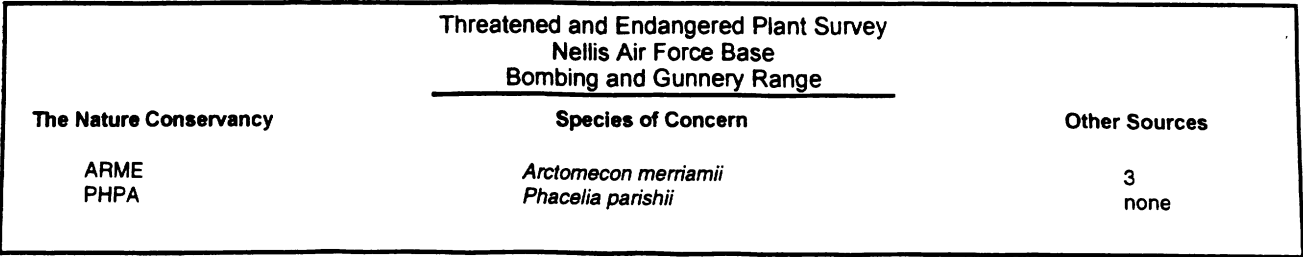 Threatened and Endangered Plant Survey
Nellis Air Force Base
Bombing and Gunnery Range
The Nature Conservancy Species of Concern Other Sources
ARME Arctomecon merriamii 3
PHPA Phacelia parishii none